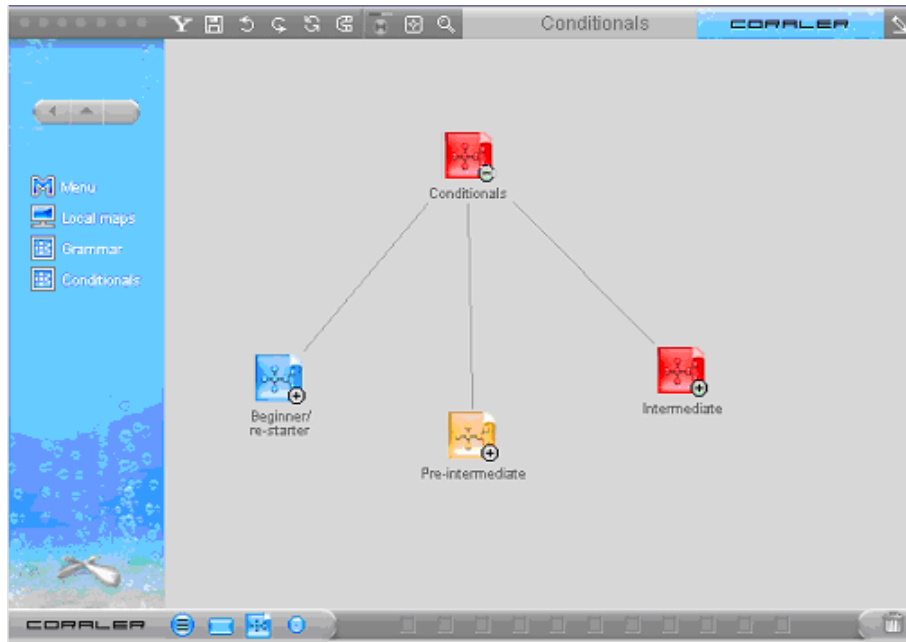 Conditionals
CORALER
Menu
Local maps
Grammar
Conditionals
Conditionals
Beginner/
re-starter
Pre-intermediate
Intermediate
CORALER